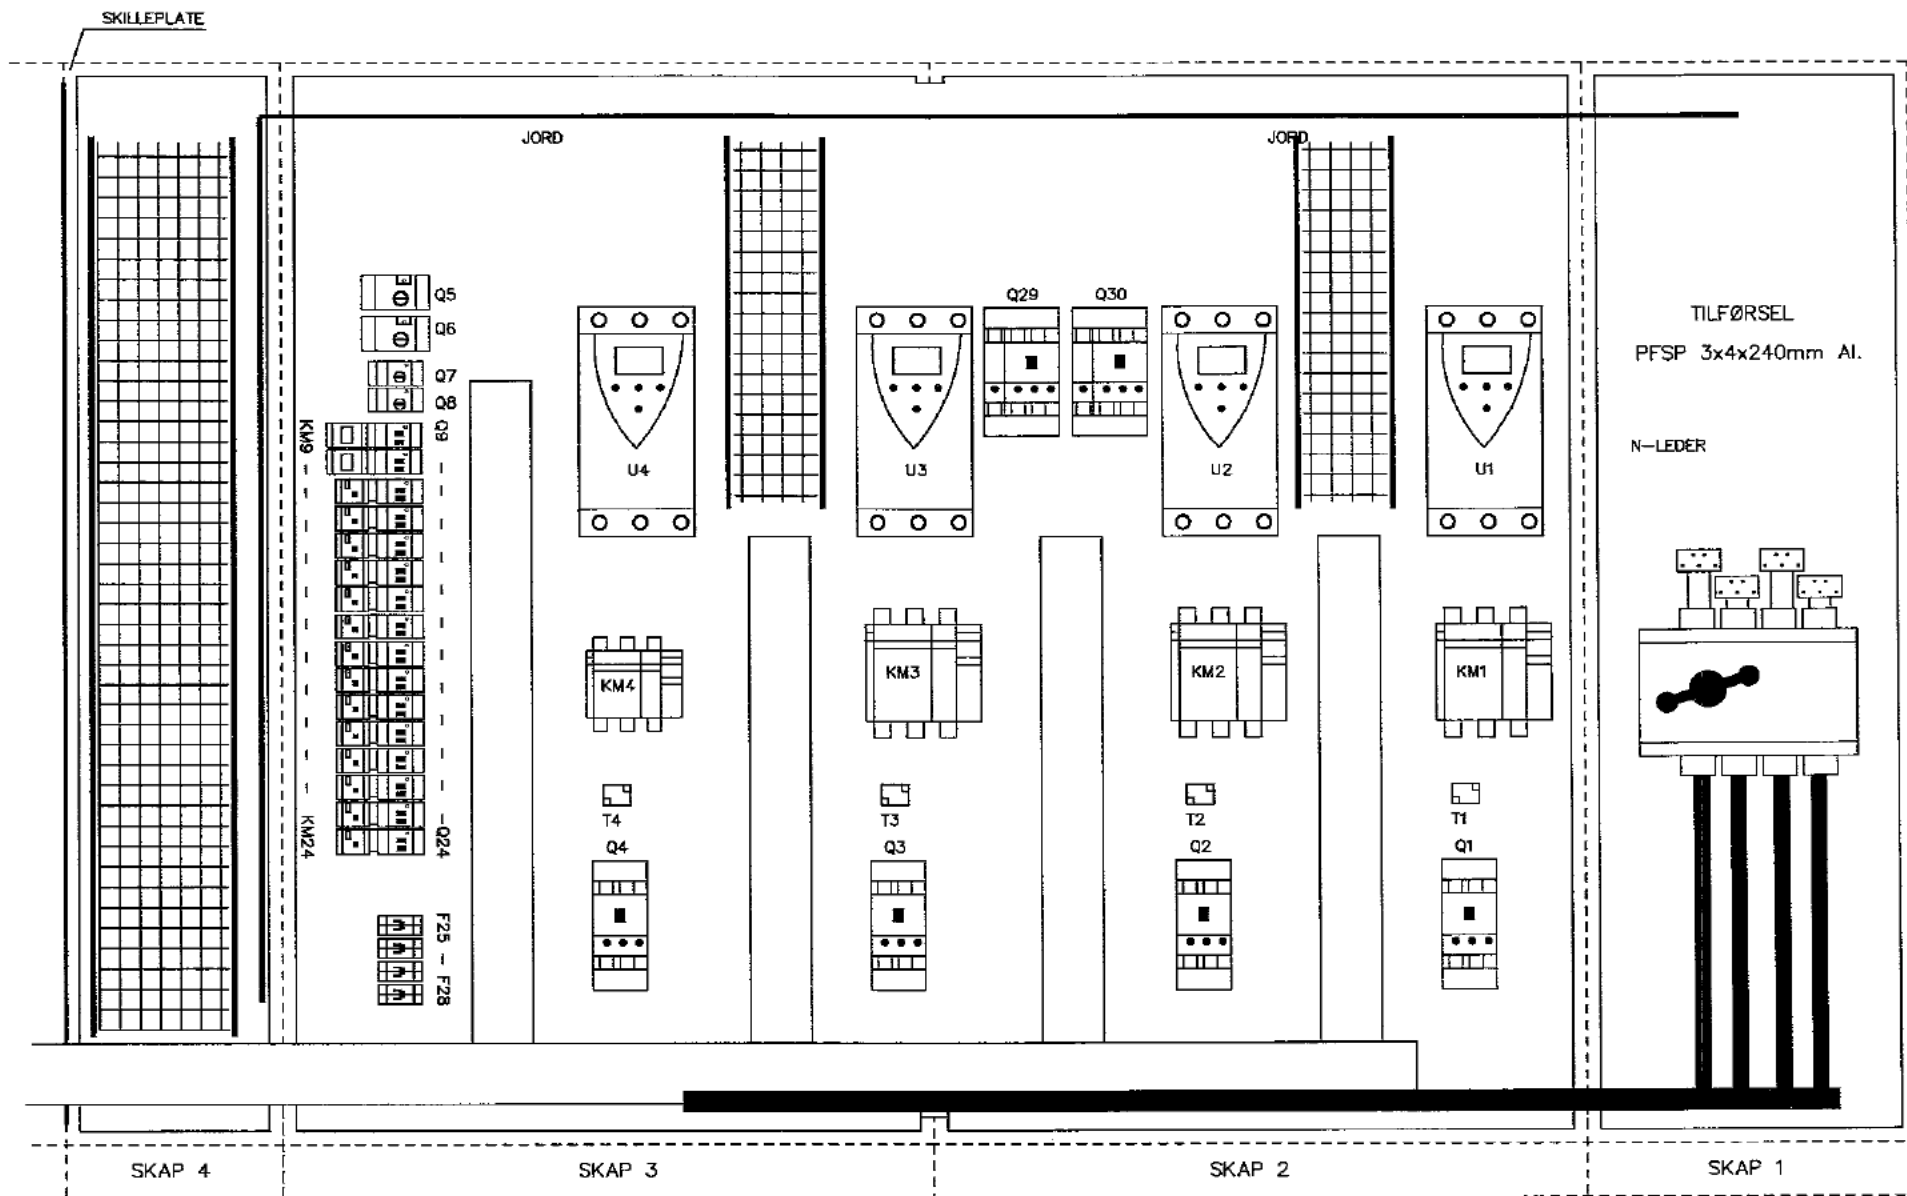 SKILLEPLATE
JORD
JORD
Q5
Q6
Q7
Q8
Q9
KM9
KM24
-Q24
F25 - F28
Q29
Q30
U4
U3
U2
U1
KM4
KM3
KM2
KM1
T4
T3
T2
T1
Q4
Q3
Q2
Q1
TILFØRSEL
PFSP 3x4x240mm Al.
N-LEDER
SKAP 4
SKAP 3
SKAP 2
SKAP 1